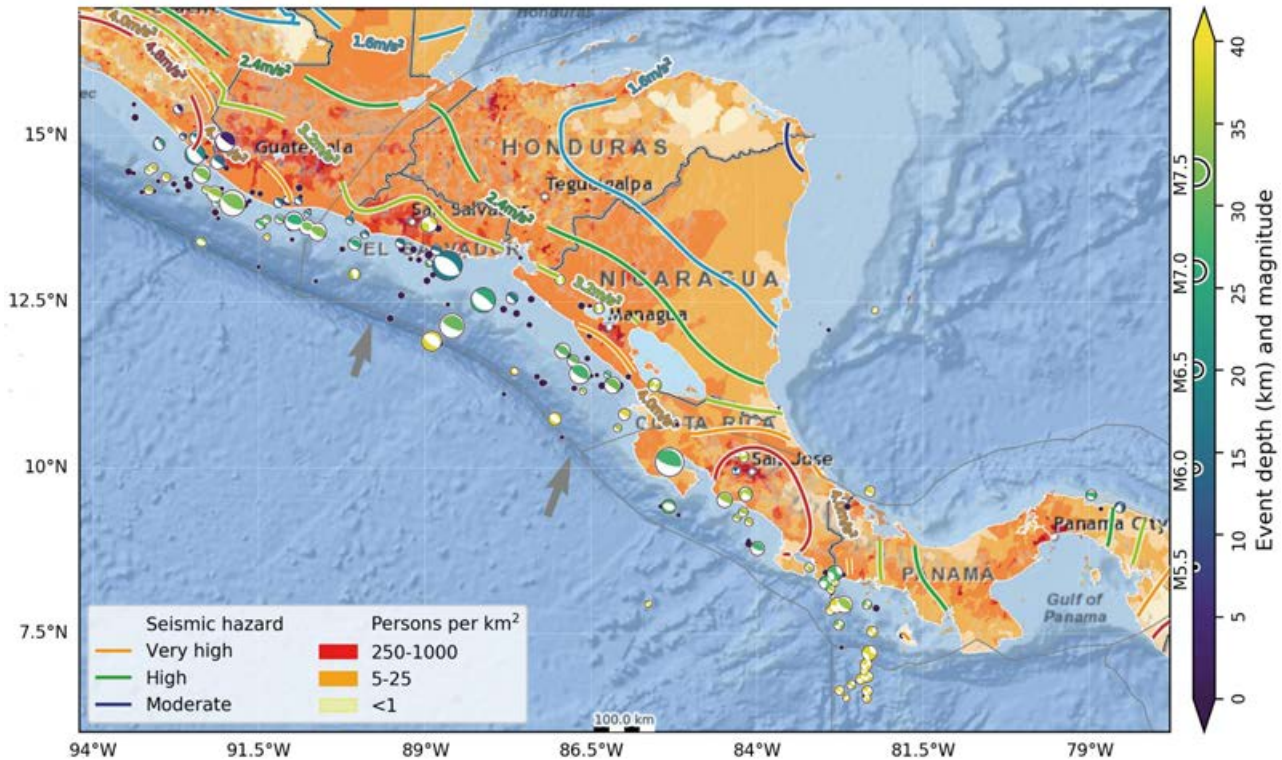 Honduras
4.0m/s²
4.8m/s²
1.6m/s²
2.4m/s²
1.6m/s²
3.2m/s²
Guatemala
HONDURAS
Tegucigalpa
San Salvador
2.4m/s²
EL SALVADOR
NICARAGUA
3.2m/s²
Managua
4.0m/s²
COSTA RICA
San Jose
Panama City
PANAMÁ
Gulf of
Panama
15°N
12.5°N
10°N
7.5°N
94°W
91.5°W
89°W
86.5°W
84°W
81.5°W
79°W
100.0 km
Seismic hazard
Very high
High
Moderate
Persons per km²
250-1000
5-25
<1
M7.5
M7.0
M6.5
M6.0
M5.5
40
35
30
25
20
15
10
5
0
Event depth (km) and magnitude